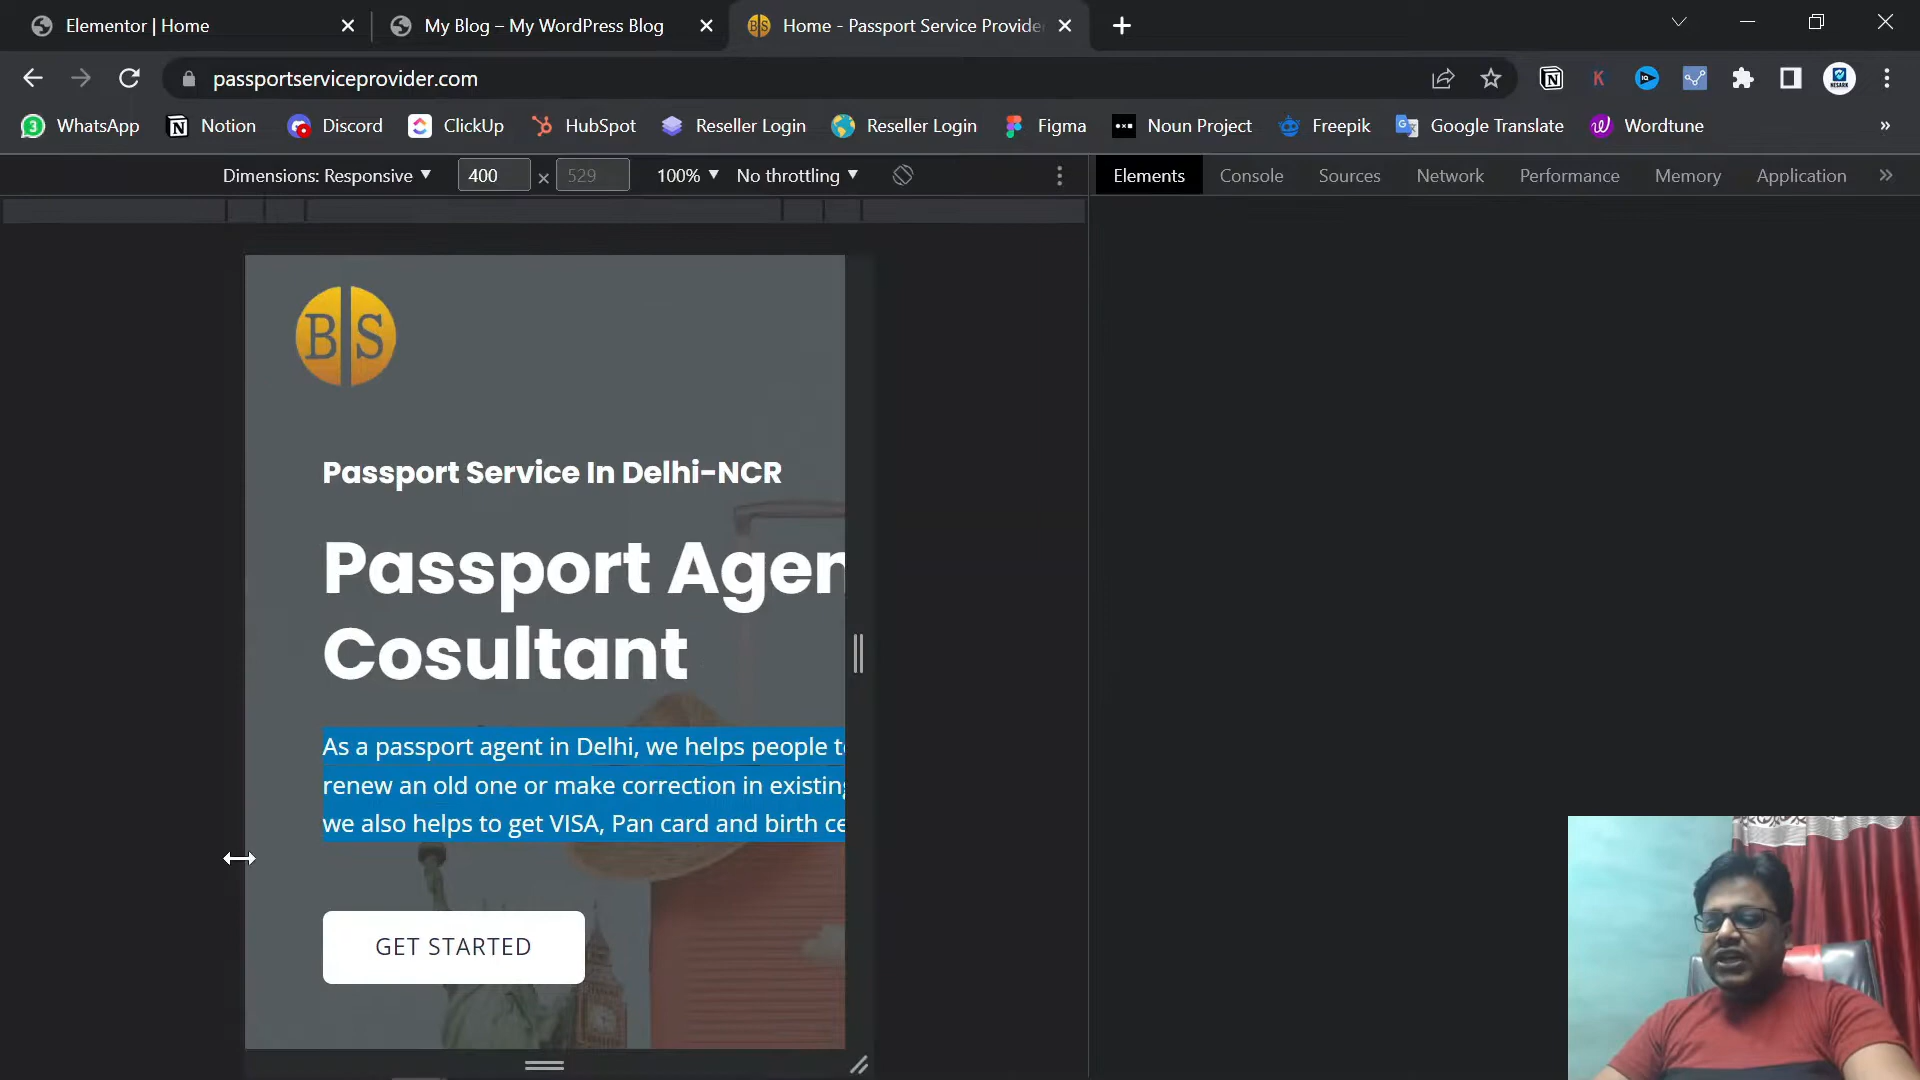 Elementor | Home
My Blog – My WordPress Blog
Home - Passport Service Provide
passportserviceprovider.com
3 WhatsApp
Notion
Discord
ClickUp
HubSpot
Reseller Login
Reseller Login
Figma
Noun Project
Freepik
Google Translate
Wordtune
»
Dimensions: Responsive
400 × 529
100%
No throttling
Elements
Console
Sources
Network
Performance
Memory
Application
»
B S
Passport Service In Delhi-NCR
Passport Agen
Cosultant
As a passport agent in Delhi, we helps people to
renew an old one or make correction in existing
we also helps to get VISA, Pan card and birth ce
GET STARTED